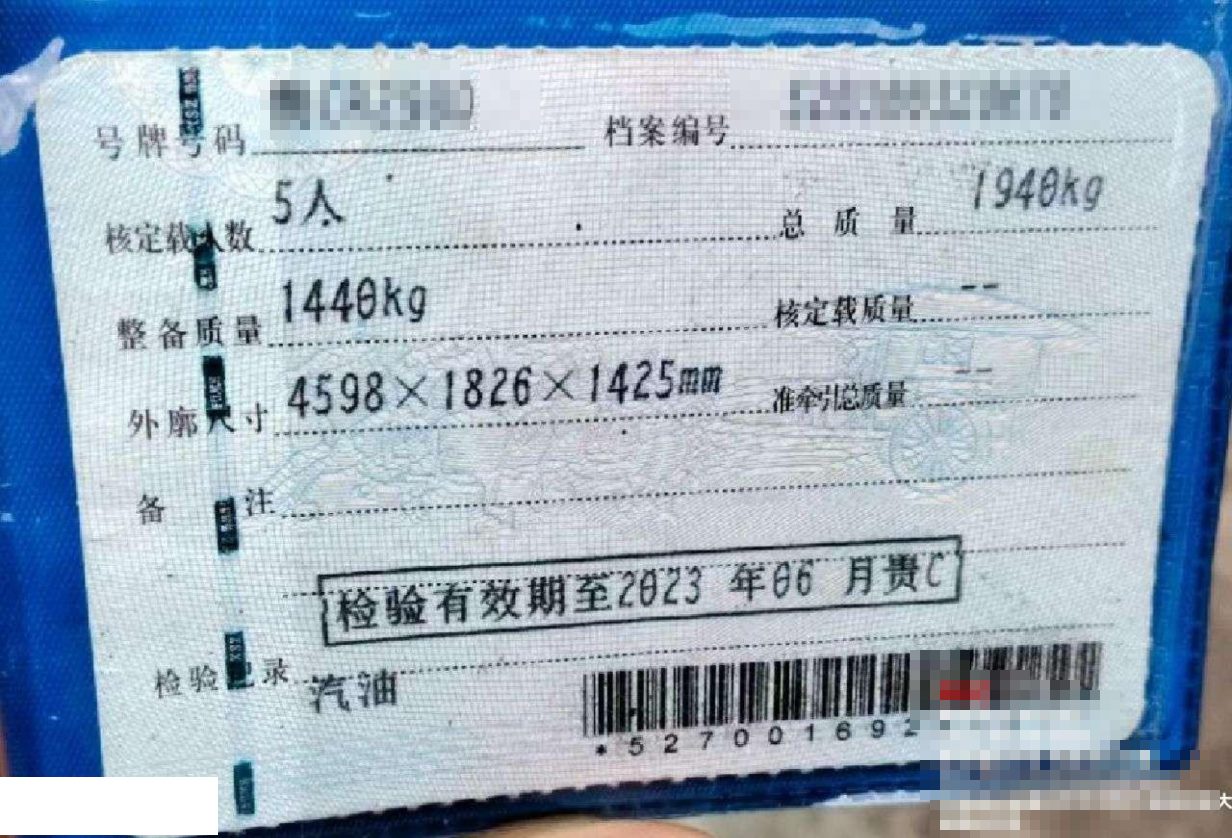 号牌号码 档案编号
核定载人数 5人 总质量 1940kg
整备质量 1440kg 核定载质量 --
外廓尺寸 4598×1826×1425mm 准牵引总质量 --
备注
检验有效期至2023年06月贵C
检验记录 汽油
*527001692
大